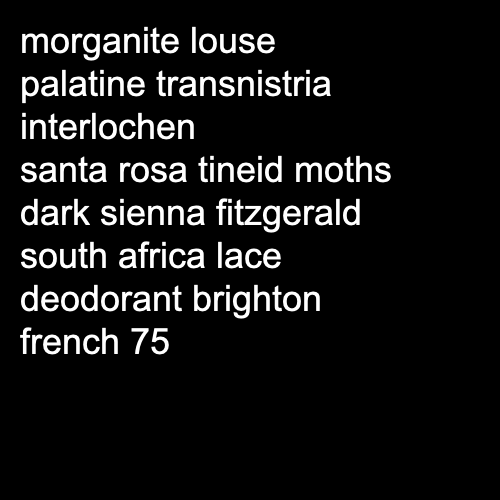 morganite louse
palatine transnistria
interlochen
santa rosa tineid moths
dark sienna fitzgerald
south africa lace
deodorant brighton
french 75